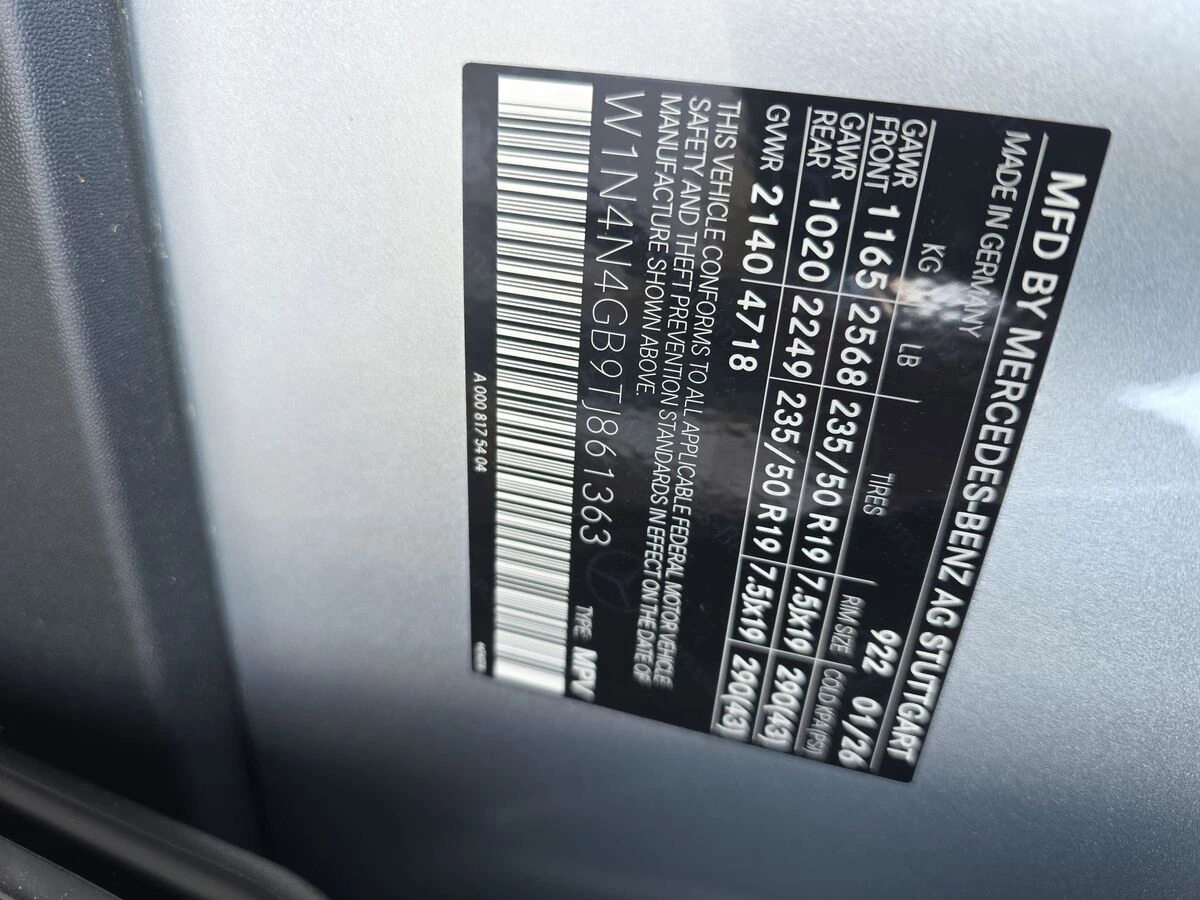 MFD BY MERCEDES-BENZ AG STUTTGART
MADE IN GERMANY 922 01/26
KG LB TIRES RIM SIZE COLD KPA(PSI)
GAWR FRONT 1165 2568 235/50 R19 7.5Jx19 290(43)
GAWR REAR 1020 2249 235/50 R19 7.5Jx19 290(43)
GVWR 2140 4718
THIS VEHICLE CONFORMS TO ALL APPLICABLE FEDERAL MOTOR VEHICLE
SAFETY AND THEFT PREVENTION STANDARDS IN EFFECT ON THE DATE OF
MANUFACTURE SHOWN ABOVE.
W1N4N4GB9TJ861363 TYPE: MPV
A 000 817 54 04